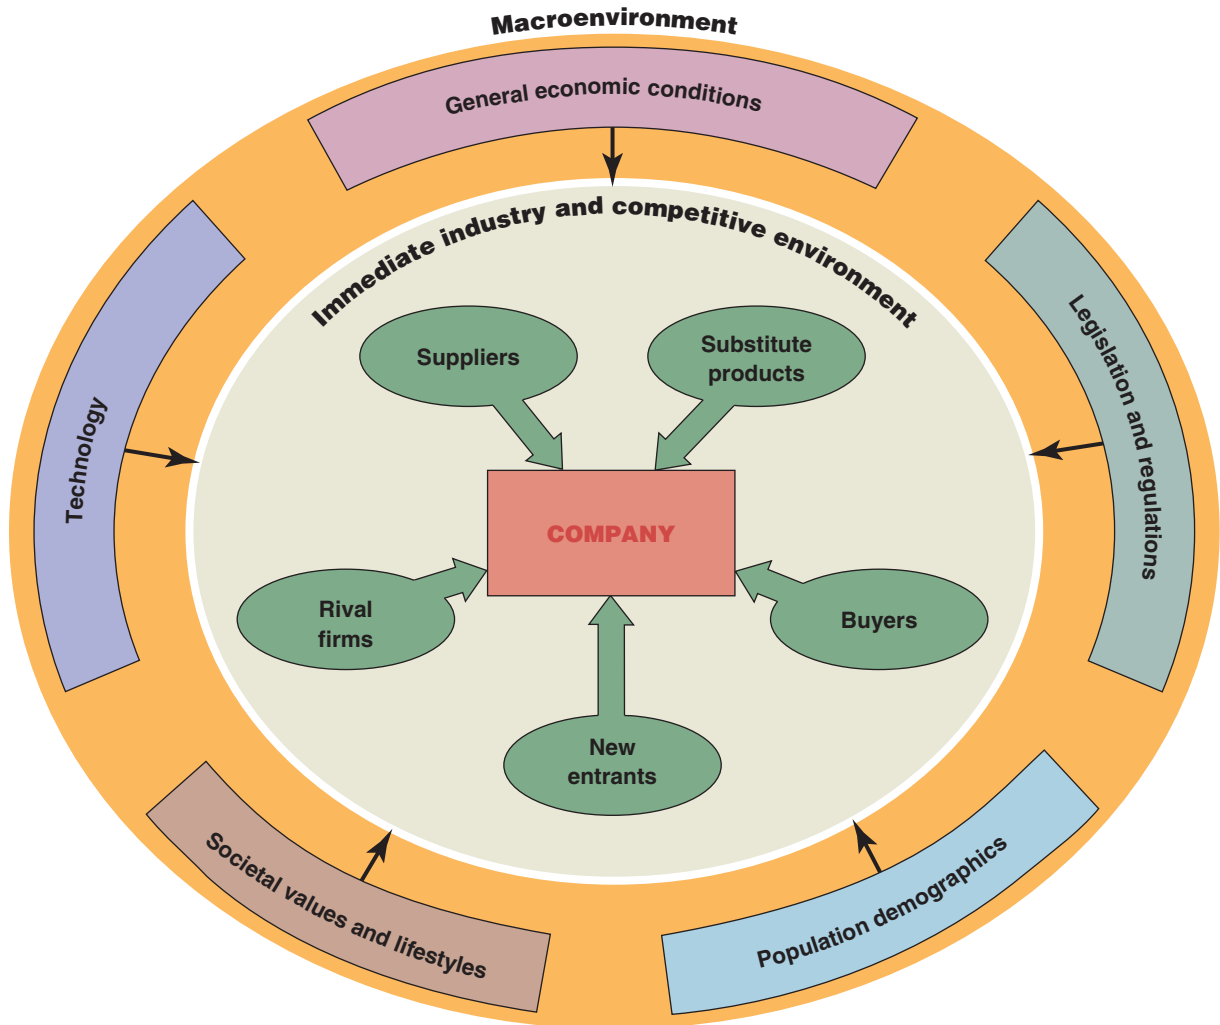 Macroenvironment
General economic conditions
Immediate industry and competitive environment
Legislation and regulations
Technology
Suppliers
Substitute
products
COMPANY
Rival
firms
Buyers
New
entrants
Societal values and lifestyles
Population demographics